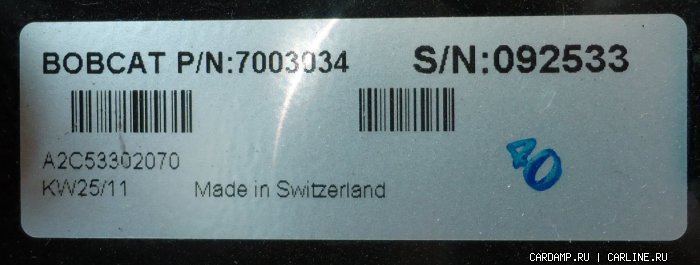 BOBCAT P/N:7003034 S/N:092533
A2C53302070
KW25/11 Made in Switzerland
40
CARDAMP.RU | CARLINE.RU